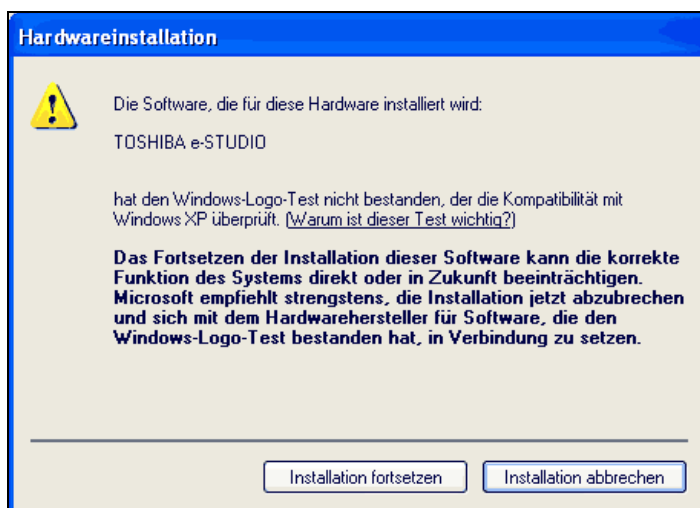 Hardwareinstallation
Die Software, die für diese Hardware installiert wird:
TOSHIBA e-STUDIO
hat den Windows-Logo-Test nicht bestanden, der die Kompatibilität mit
Windows XP überprüft. (Warum ist dieser Test wichtig?)
Das Fortsetzen der Installation dieser Software kann die korrekte
Funktion des Systems direkt oder in Zukunft beeinträchtigen.
Microsoft empfiehlt strengstens, die Installation jetzt abzubrechen
und sich mit dem Hardwarehersteller für Software, die den
Windows-Logo-Test bestanden hat, in Verbindung zu setzen.
Installation fortsetzen
Installation abbrechen